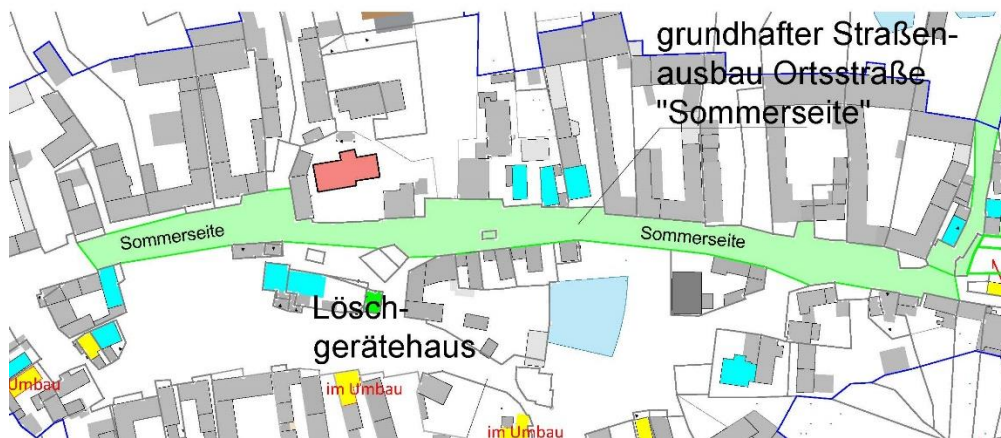 grundhafter Straßen-
ausbau Ortsstraße
"Sommerseite"
Sommerseite
Sommerseite
Lösch-
gerätehaus
Umbau
im Umbau
im Umbau